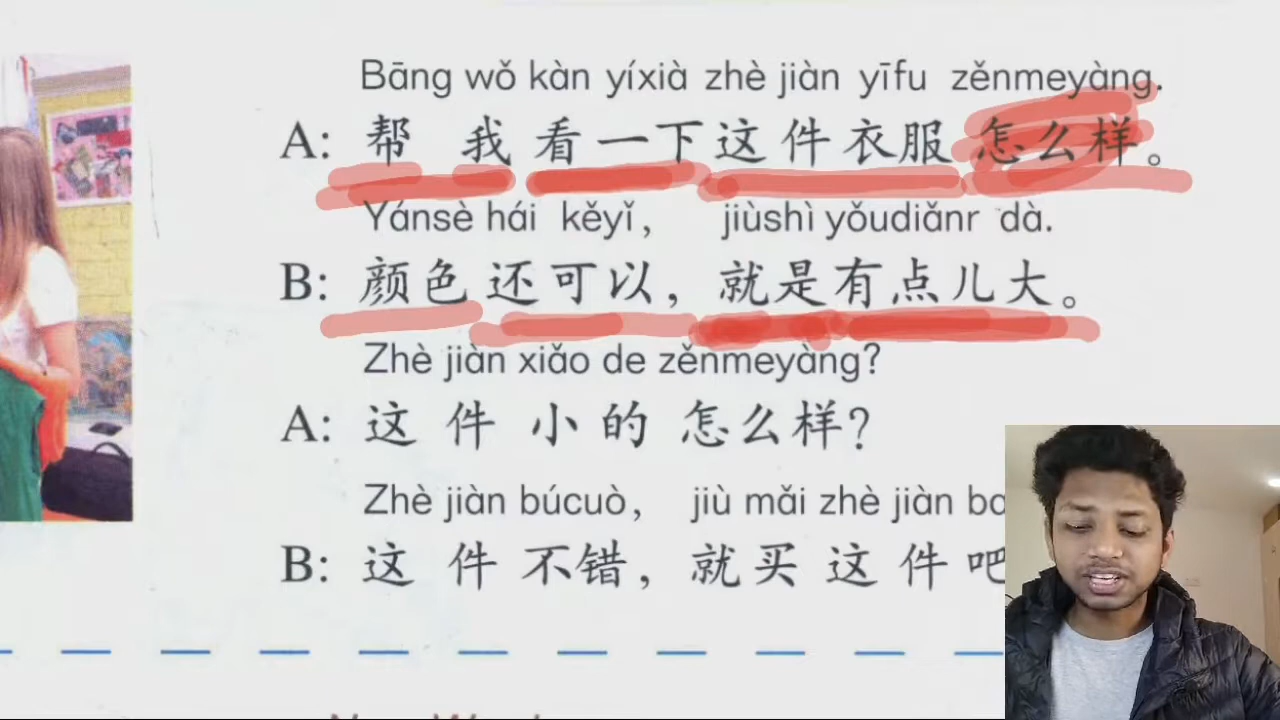 Bāng wǒ kàn yíxià zhè jiàn yīfu zěnmeyàng.
A: 帮 我 看 一 下 这 件 衣服 怎么样。
Yánsè hái kěyǐ, jiùshì yǒudiǎnr dà.
B: 颜色 还可以, 就是有点儿大。
Zhè jiàn xiǎo de zěnmeyàng?
A: 这 件 小 的 怎么样?
Zhè jiàn búcuò, jiù mǎi zhè jiàn
B: 这 件 不错, 就买 这 件 吧